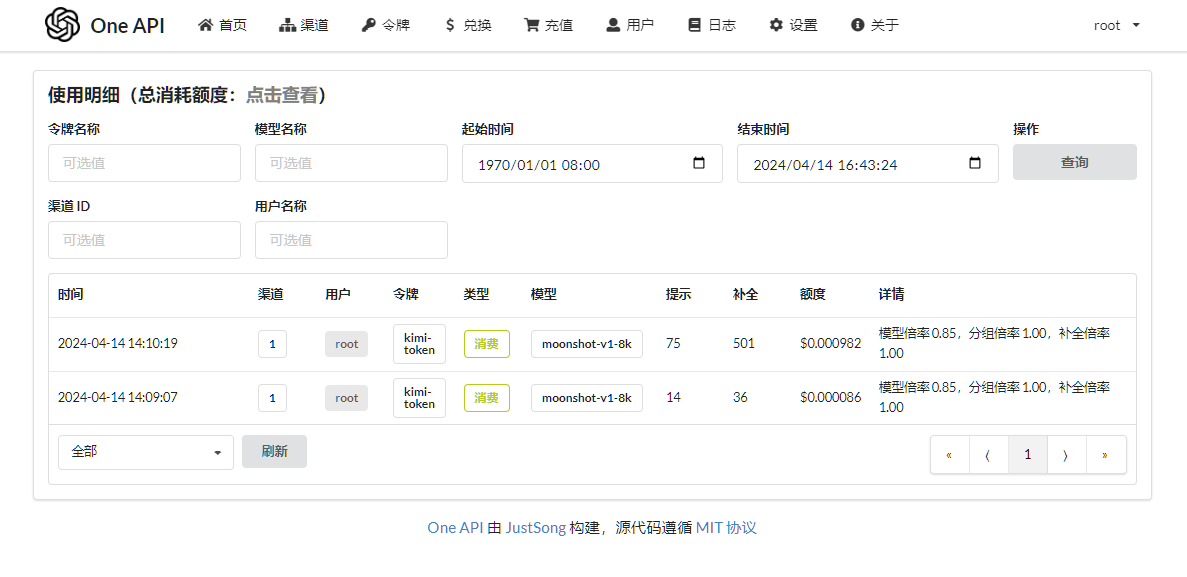 One API 首页 渠道 令牌 兑换 充值 用户 日志 设置 关于 root
使用明细（总消耗额度：点击查看）
令牌名称 模型名称 起始时间 结束时间 操作
可选值 可选值 1970/01/01 08:00 2024/04/14 16:43:24 查询
渠道 ID 用户名称
可选值 可选值
时间 渠道 用户 令牌 类型 模型 提示 补全 额度 详情
2024-04-14 14:10:19 1 root kimi-token 消费 moonshot-v1-8k 75 501 $0.000982 模型倍率 0.85，分组倍率 1.00，补全倍率 1.00
2024-04-14 14:09:07 1 root kimi-token 消费 moonshot-v1-8k 14 36 $0.000086 模型倍率 0.85，分组倍率 1.00，补全倍率 1.00
全部 刷新 « ⟨ 1 ⟩ »
One API 由 JustSong 构建，源代码遵循 MIT 协议